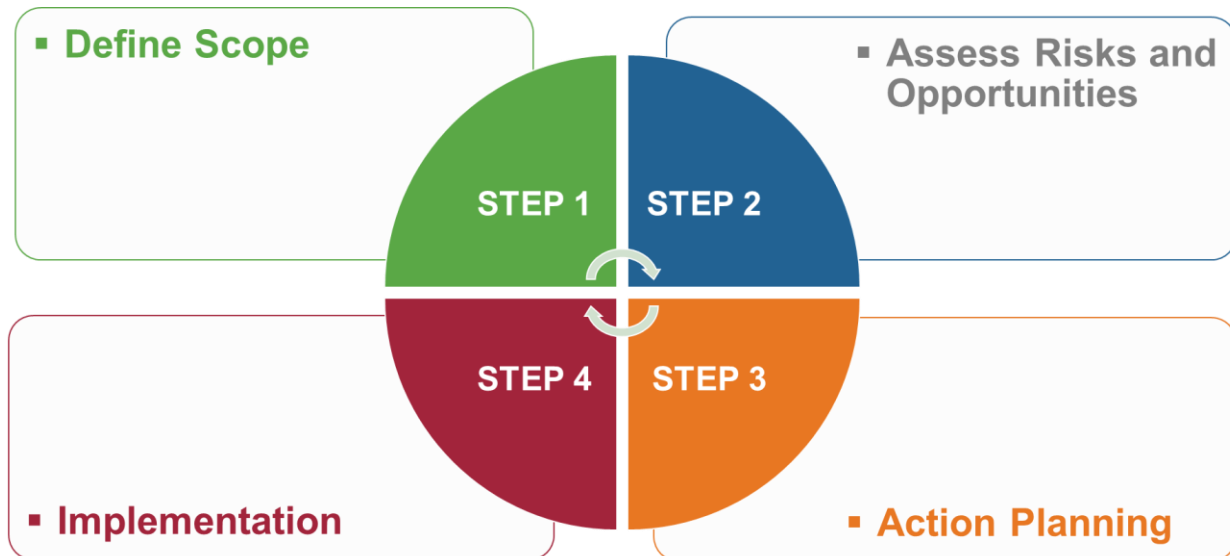 ▪ Define Scope
▪ Assess Risks and
Opportunities
STEP 1
STEP 2
STEP 4
STEP 3
▪ Implementation
▪ Action Planning